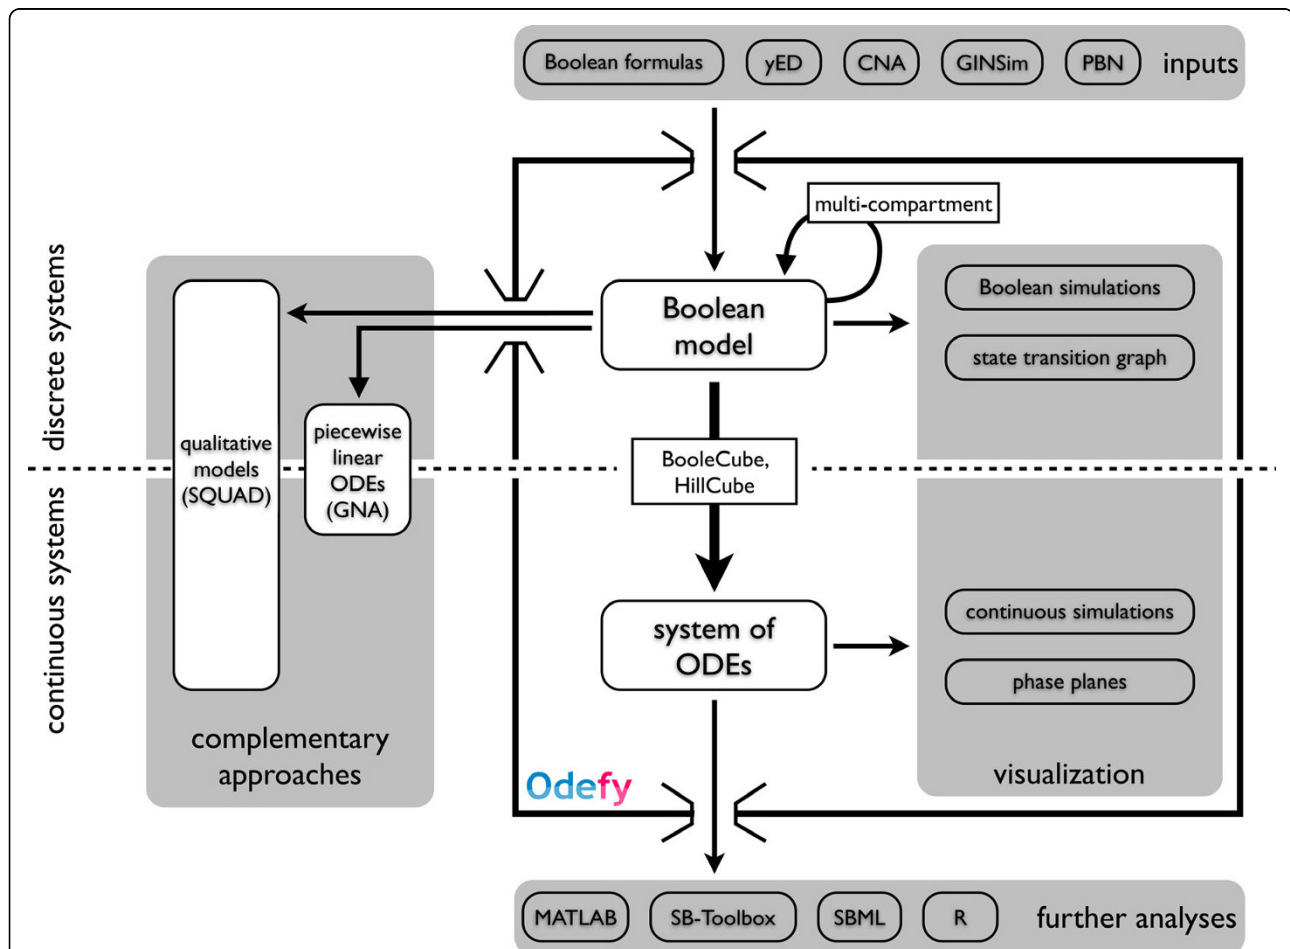 Boolean formulas
yED
CNA
GINSim
PBN
inputs
multi-compartment
discrete systems
Boolean
model
Boolean simulations
state transition graph
qualitative
models
(SQUAD)
piecewise
linear
ODEs
(GNA)
BooleCube,
HillCube
continuous systems
system of
ODEs
continuous simulations
phase planes
complementary
approaches
visualization
Odefy
MATLAB
SB-Toolbox
SBML
R
further analyses